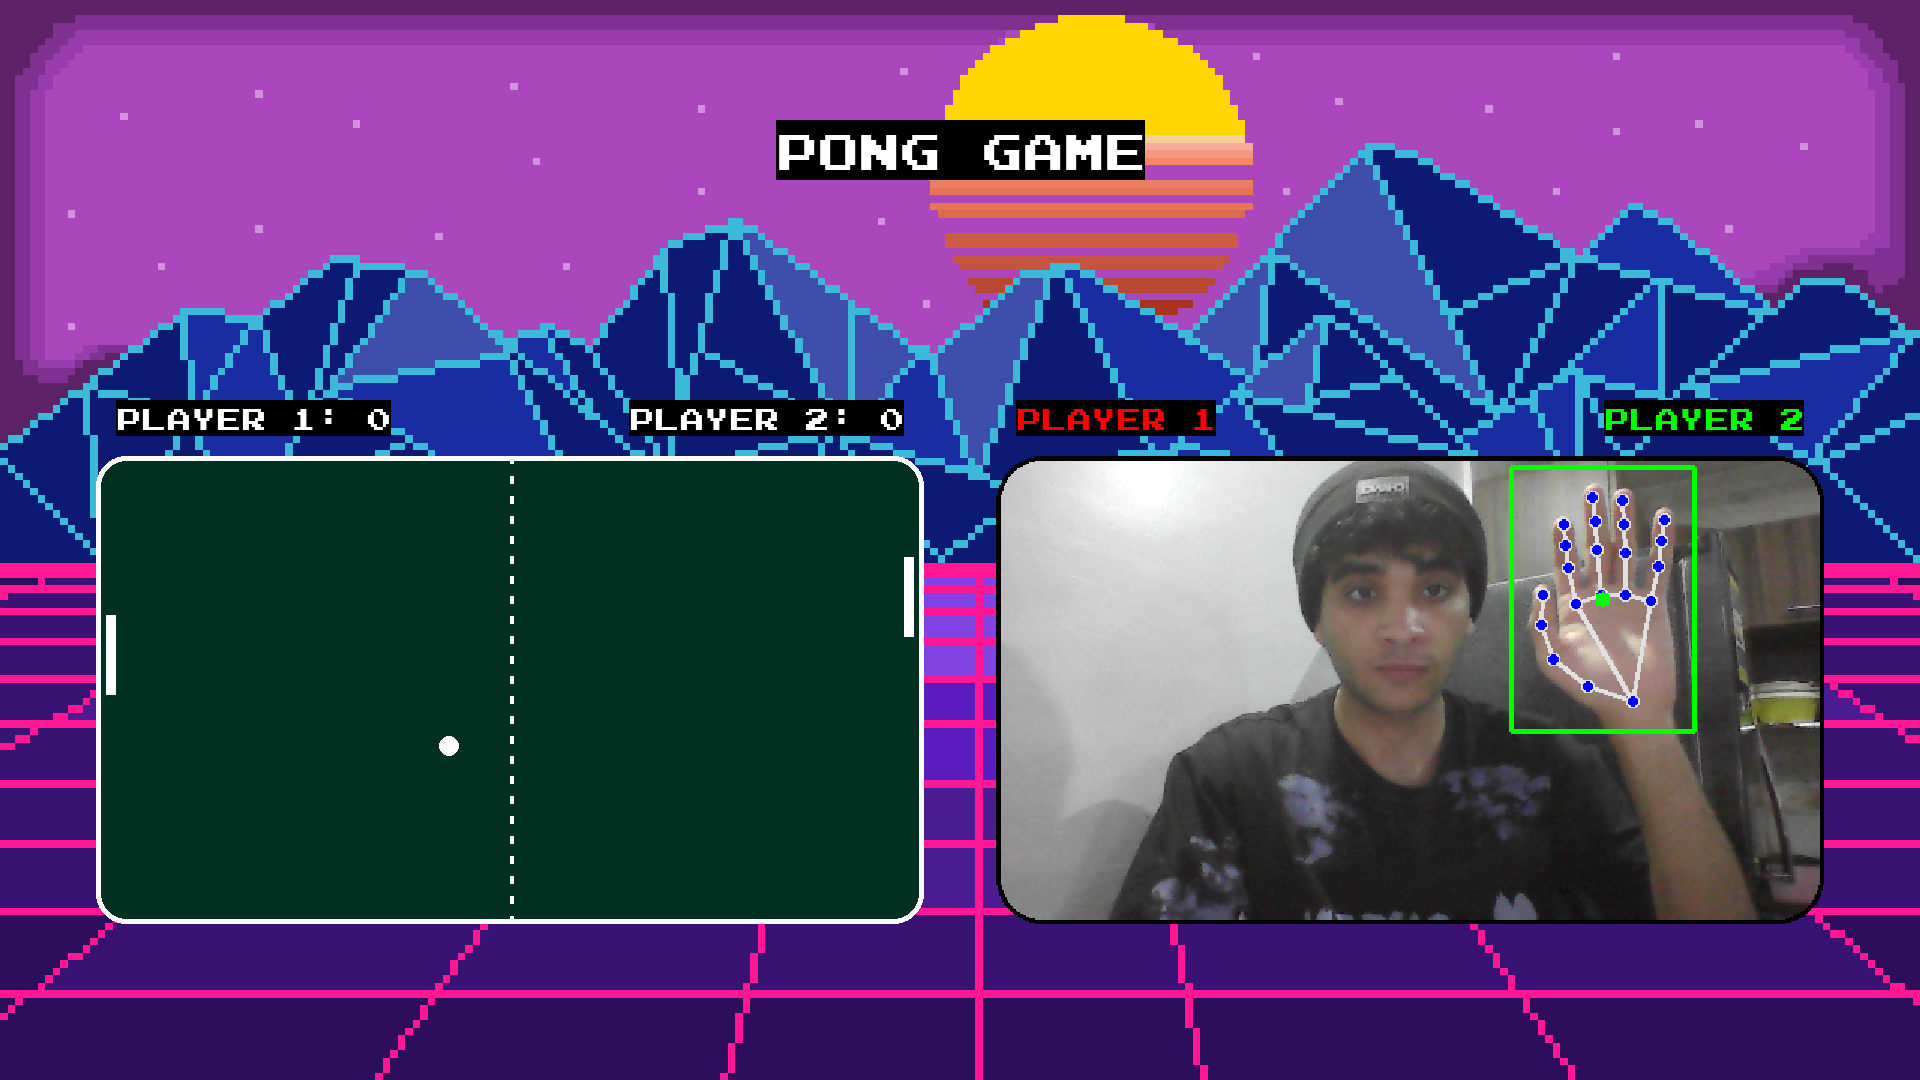 PONG GAME
PLAYER 1: 0
PLAYER 2: 0
PLAYER 1
PLAYER 2